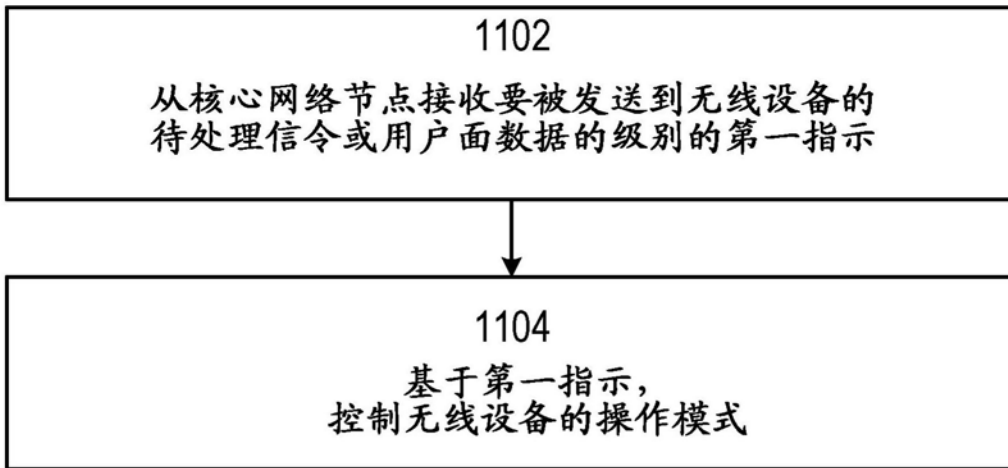 1102
从核心网络节点接收要被发送到无线设备的
待处理信令或用户面数据的级别的第一指示
1104
基于第一指示，
控制无线设备的操作模式